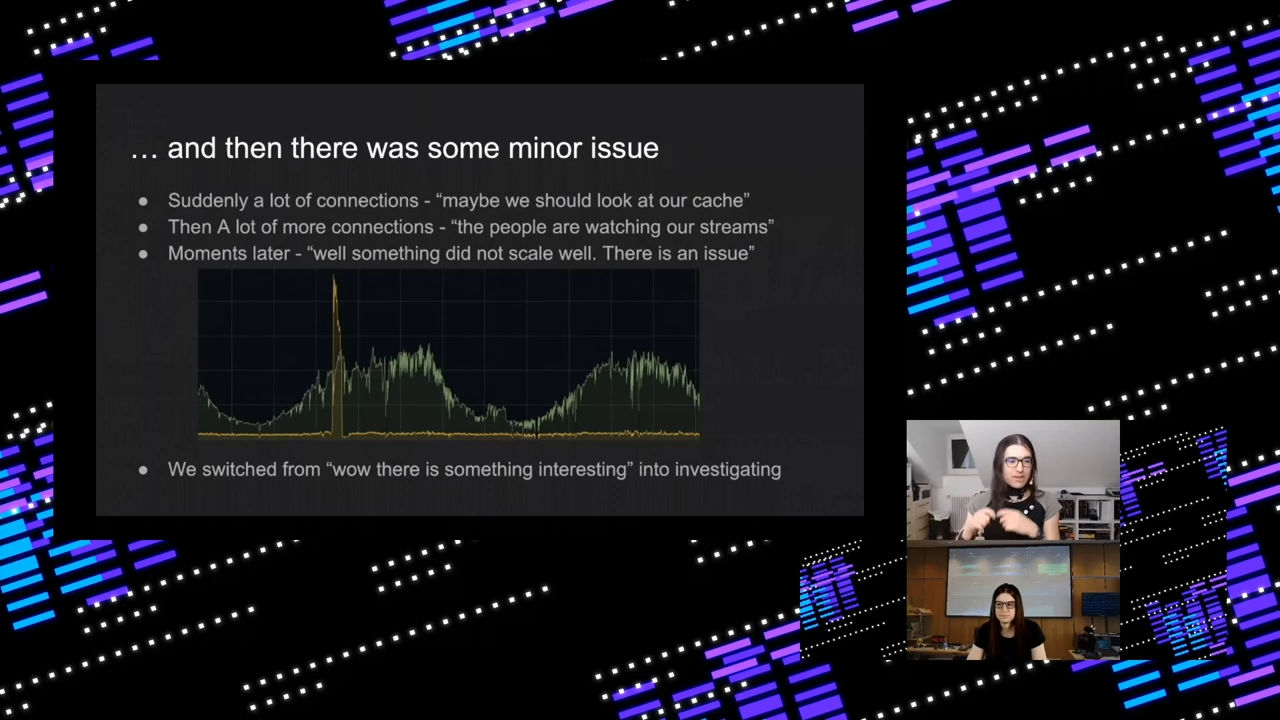 … and then there was some minor issue
● Suddenly a lot of connections - “maybe we should look at our cache”
● Then A lot of more connections - “the people are watching our streams”
● Moments later - “well something did not scale well. There is an issue”
● We switched from “wow there is something interesting” into investigating